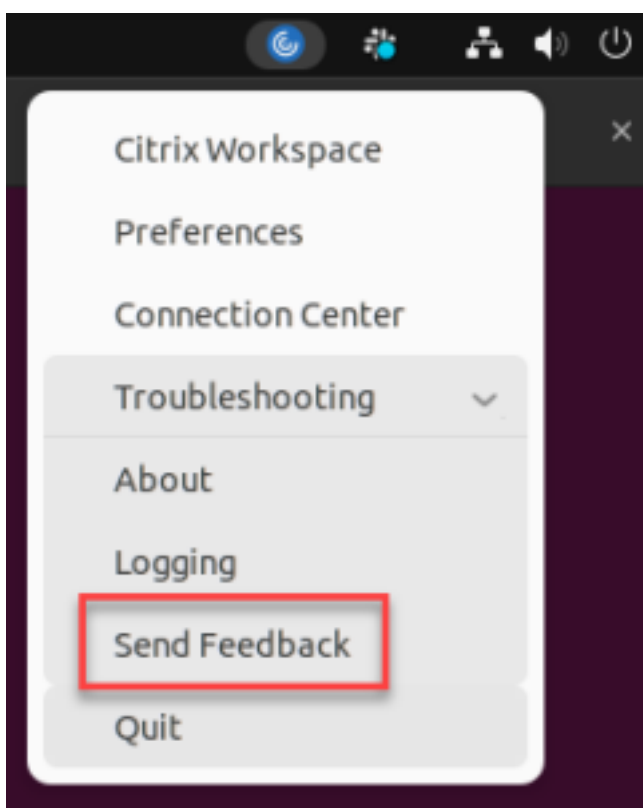 Citrix Workspace
Preferences
Connection Center
Troubleshooting
About
Logging
Send Feedback
Quit